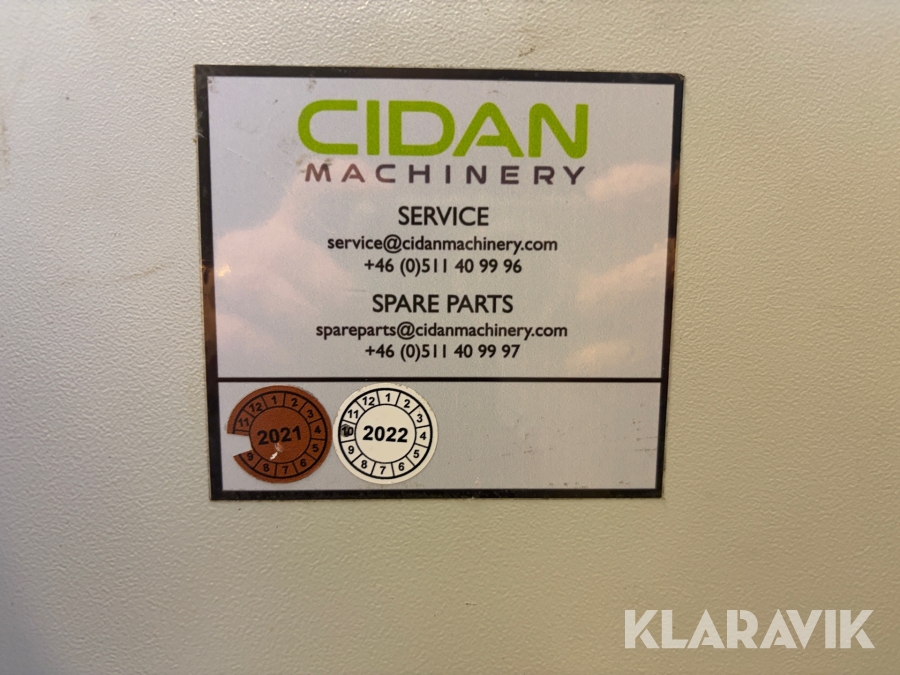 CIDAN
MACHINERY
SERVICE
service@cidanmachinery.com
+46 (0)511 40 99 96
SPARE PARTS
spareparts@cidanmachinery.com
+46 (0)511 40 99 97
12 1 2 3 4 5 6 7 8 9 11
2021
12 1 2 3 4 5 6 7 8 9 10 11
2022
KLARAVIK